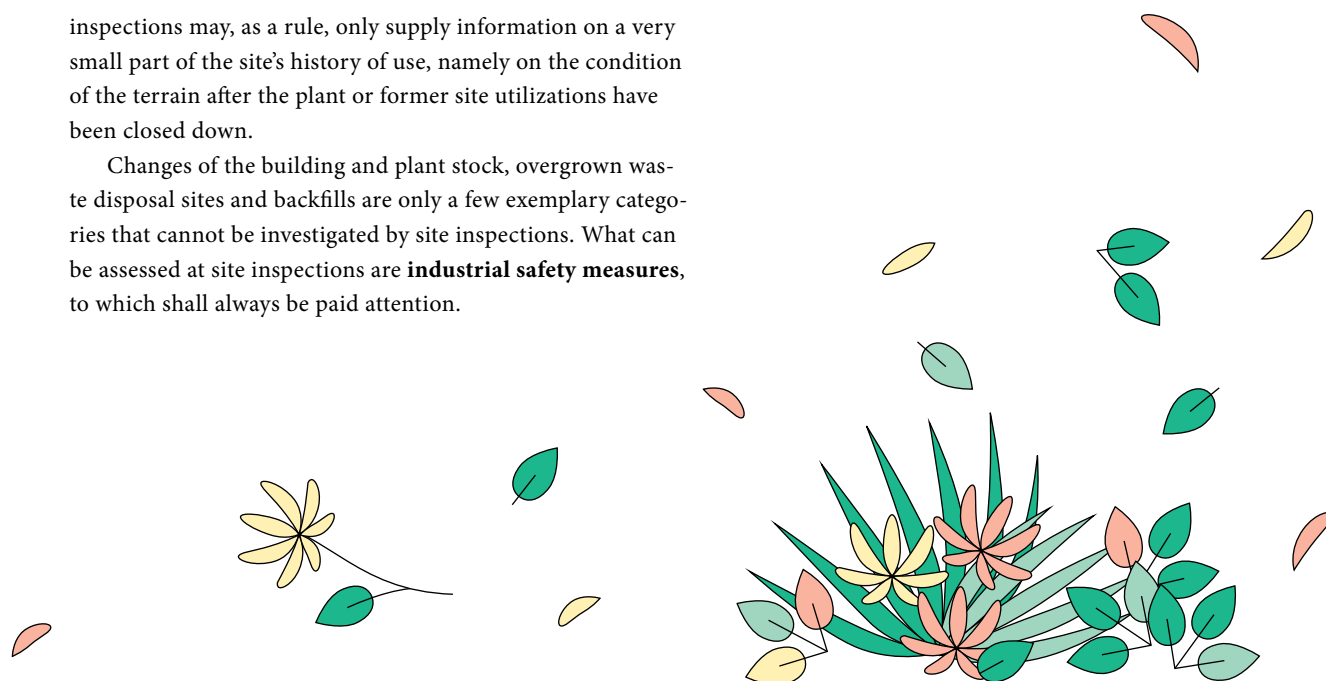 inspections may, as a rule, only supply information on a very
small part of the site’s history of use, namely on the condition
of the terrain after the plant or former site utilizations have
been closed down.
Changes of the building and plant stock, overgrown was-
te disposal sites and backfills are only a few exemplary catego-
ries that cannot be investigated by site inspections. What can
be assessed at site inspections are industrial safety measures,
to which shall always be paid attention.